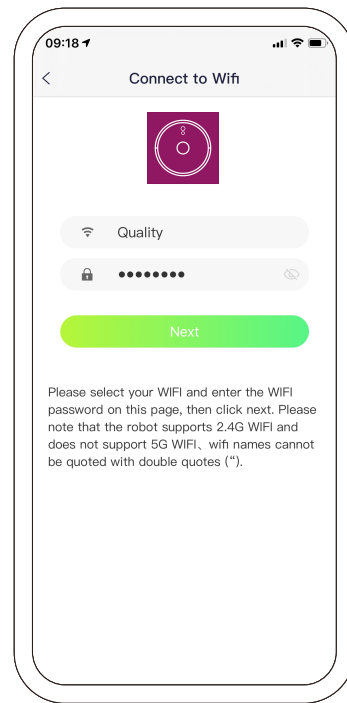 09:18
Connect to Wifi
Quality
••••••••
Next
Please select your WIFI and enter the WIFI
password on this page, then click next. Please
note that the robot supports 2.4G WIFI and
does not support 5G WIFI、wifi names cannot
be quoted with double quotes (“).